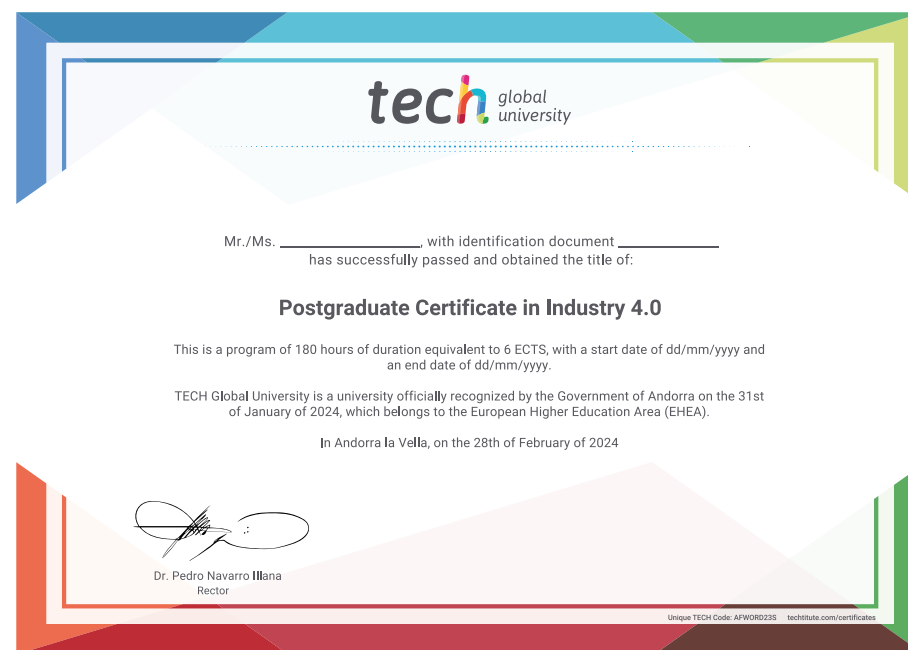 tech global university
Mr./Ms. ____________, with identification document ____________
has successfully passed and obtained the title of:
Postgraduate Certificate in Industry 4.0
This is a program of 180 hours of duration equivalent to 6 ECTS, with a start date of dd/mm/yyyy and
an end date of dd/mm/yyyy.
TECH Global University is a university officially recognized by the Government of Andorra on the 31st
of January of 2024, which belongs to the European Higher Education Area (EHEA).
In Andorra la Vella, on the 28th of February of 2024
Dr. Pedro Navarro Illana
Rector
Unique TECH Code: AFWORD23S techtitute.com/certificates